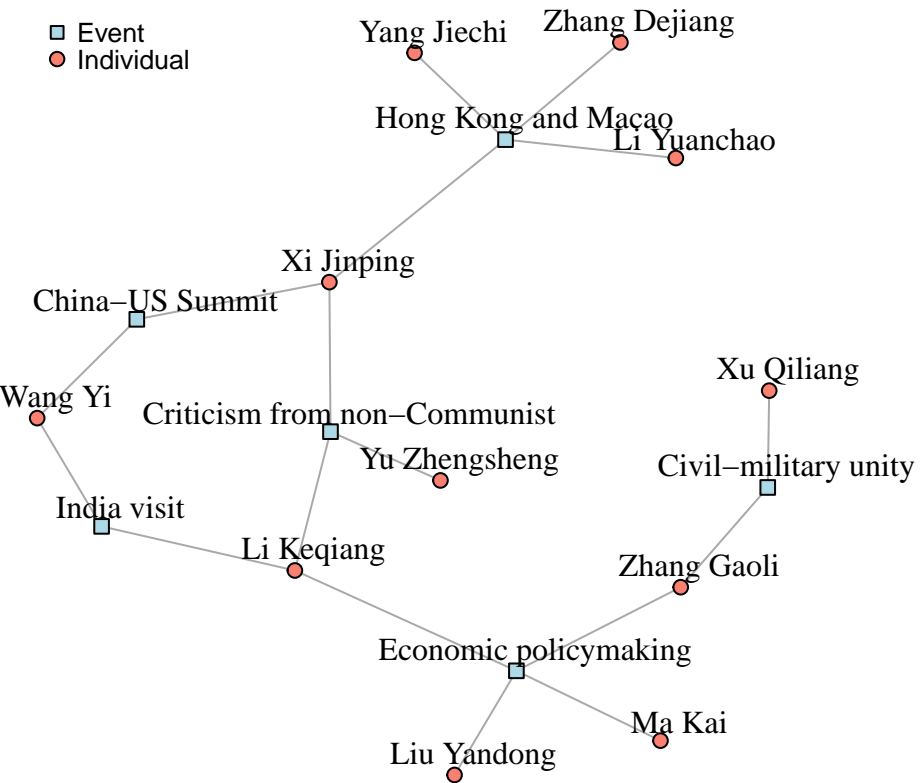 Event
Individual
Yang Jiechi
Zhang Dejiang
Hong Kong and Macao
Li Yuanchao
Xi Jinping
China−US Summit
Wang Yi
Xu Qiliang
Criticism from non−Communist
Yu Zhengsheng
Civil−military unity
India visit
Li Keqiang
Zhang Gaoli
Economic policymaking
Ma Kai
Liu Yandong